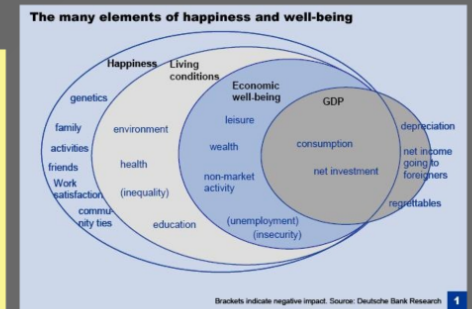 The many elements of happiness and well-being
Happiness
Living
conditions
Economic
well-being
GDP
genetics
family
activities
friends
Work
satisfaction
commu-
nity ties
environment
health
(inequality)
education
leisure
wealth
non-market
activity
(unemployment)
(insecurity)
consumption
net investment
depreciation
net income
going to
foreigners
regrettables
Brackets indicate negative impact. Source: Deutsche Bank Research
1